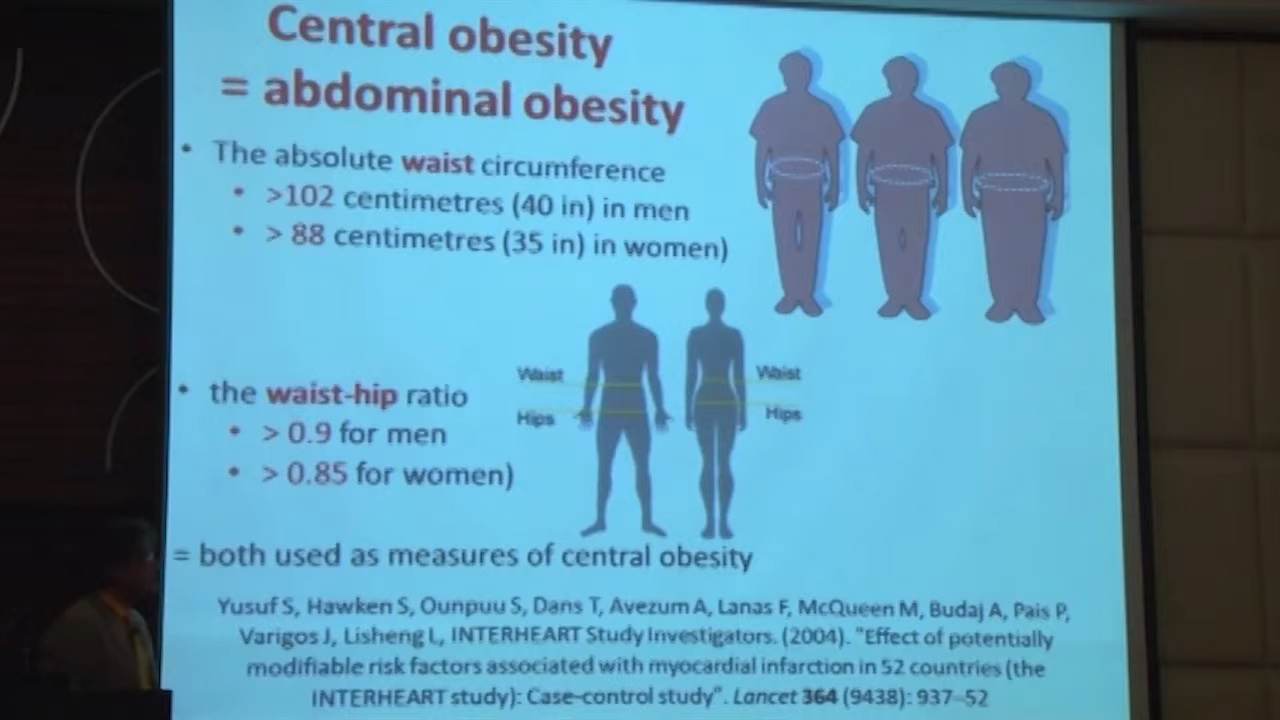 Central obesity
= abdominal obesity
• The absolute waist circumference
• >102 centimetres (40 in) in men
• > 88 centimetres (35 in) in women)
Waist
Waist
Hips
Hips
• the waist-hip ratio
• > 0.9 for men
• > 0.85 for women)
= both used as measures of central obesity
Yusuf S, Hawken S, Ounpuu S, Dans T, Avezum A, Lanas F, McQueen M, Budaj A, Pais P,
Varigos J, Lisheng L, INTERHEART Study Investigators. (2004). "Effect of potentially
modifiable risk factors associated with myocardial infarction in 52 countries (the
INTERHEART study): Case-control study". Lancet 364 (9438): 937–52